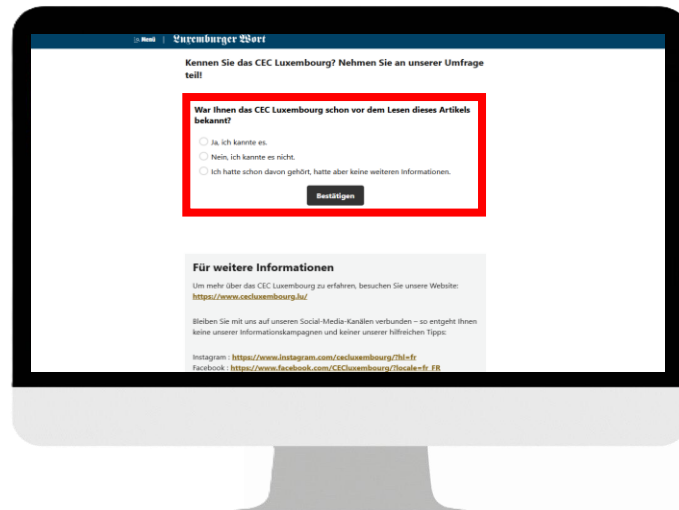 Menü | Luxemburger Wort
Kennen Sie das CEC Luxembourg? Nehmen Sie an unserer Umfrage
teil!
War Ihnen das CEC Luxembourg schon vor dem Lesen dieses Artikels
bekannt?
Ja, ich kannte es.
Nein, ich kannte es nicht.
Ich hatte schon davon gehört, hatte aber keine weiteren Informationen.
Bestätigen
Für weitere Informationen
Um mehr über das CEC Luxembourg zu erfahren, besuchen Sie unsere Website:
https://www.cecluxembourg.lu/
Bleiben Sie mit uns auf unseren Social-Media-Kanälen verbunden – so entgeht Ihnen
keine unserer Informationskampagnen und keiner unserer hilfreichen Tipps:
Instagram : https://www.instagram.com/cecluxembourg/?hl=fr
Facebook : https://www.facebook.com/CECluxembourg/?locale=fr_FR